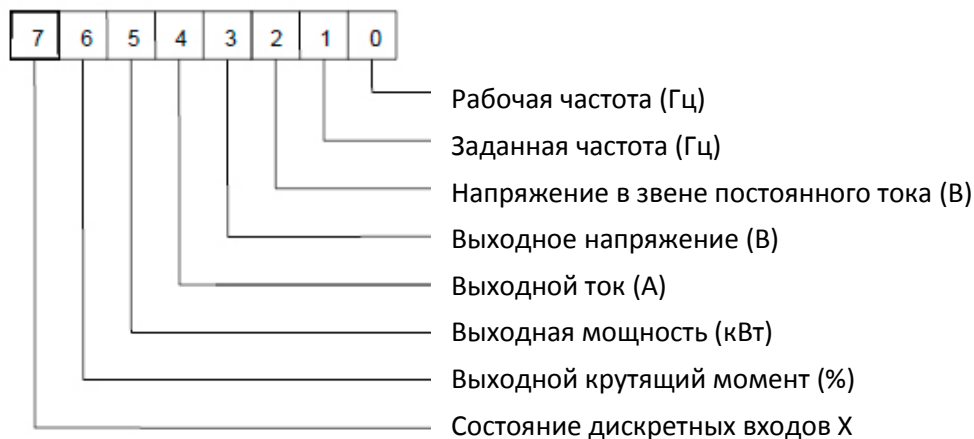 7 6 5 4 3 2 1 0
Рабочая частота (Гц)
Заданная частота (Гц)
Напряжение в звене постоянного тока (В)
Выходное напряжение (В)
Выходной ток (А)
Выходная мощность (кВт)
Выходной крутящий момент (%)
Состояние дискретных входов X